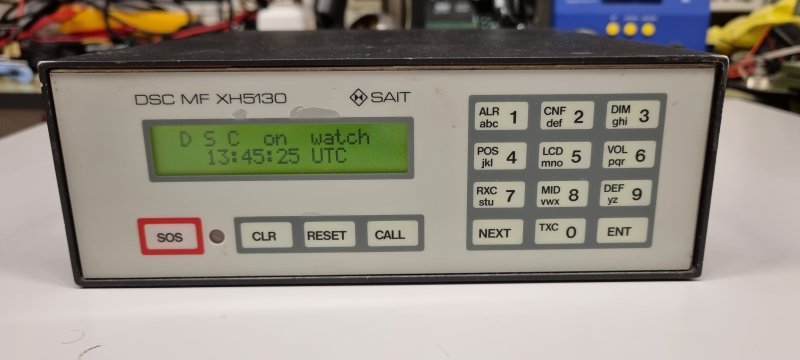 DSC MF XH5130
SAIT
D S C on watch
13:45:25 UTC
SOS
CLR
RESET
CALL
ALR abc 1
CNF def 2
DIM ghi 3
POS jkl 4
LCD mno 5
VOL pqr 6
RXC stu 7
MID vwx 8
DEF yz 9
NEXT
TXC 0
ENT